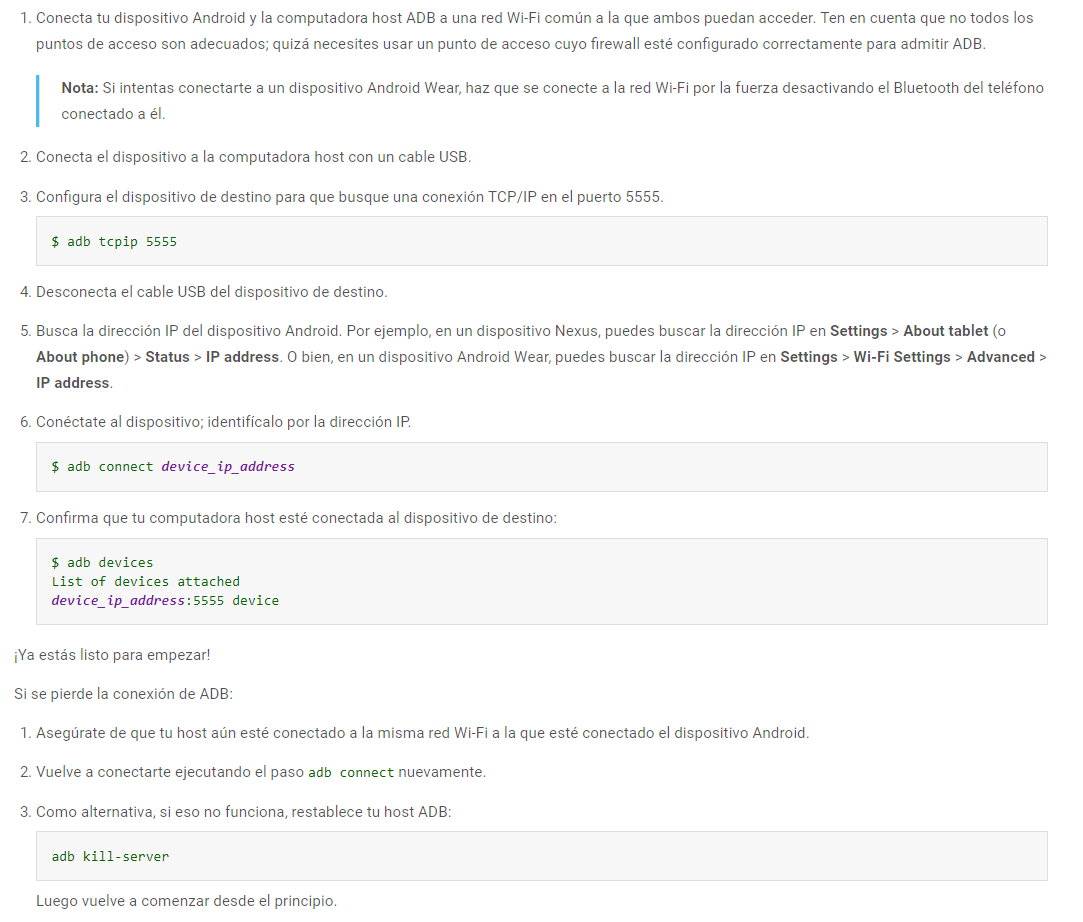 1. Conecta tu dispositivo Android y la computadora host ADB a una red Wi-Fi común a la que ambos puedan acceder. Ten en cuenta que no todos los
puntos de acceso son adecuados; quizá necesites usar un punto de acceso cuyo firewall esté configurado correctamente para admitir ADB.
Nota: Si intentas conectarte a un dispositivo Android Wear, haz que se conecte a la red Wi-Fi por la fuerza desactivando el Bluetooth del teléfono
conectado a él.
2. Conecta el dispositivo a la computadora host con un cable USB.
3. Configura el dispositivo de destino para que busque una conexión TCP/IP en el puerto 5555.
$ adb tcpip 5555
4. Desconecta el cable USB del dispositivo de destino.
5. Busca la dirección IP del dispositivo Android. Por ejemplo, en un dispositivo Nexus, puedes buscar la dirección IP en Settings > About tablet (o
About phone) > Status > IP address. O bien, en un dispositivo Android Wear, puedes buscar la dirección IP en Settings > Wi-Fi Settings > Advanced >
IP address.
6. Conéctate al dispositivo; identifícalo por la dirección IP.
$ adb connect device_ip_address
7. Confirma que tu computadora host esté conectada al dispositivo de destino:
$ adb devices
List of devices attached
device_ip_address:5555 device
¡Ya estás listo para empezar!
Si se pierde la conexión de ADB:
1. Asegúrate de que tu host aún esté conectado a la misma red Wi-Fi a la que esté conectado el dispositivo Android.
2. Vuelve a conectarte ejecutando el paso adb connect nuevamente.
3. Como alternativa, si eso no funciona, restablece tu host ADB:
adb kill-server
Luego vuelve a comenzar desde el principio.